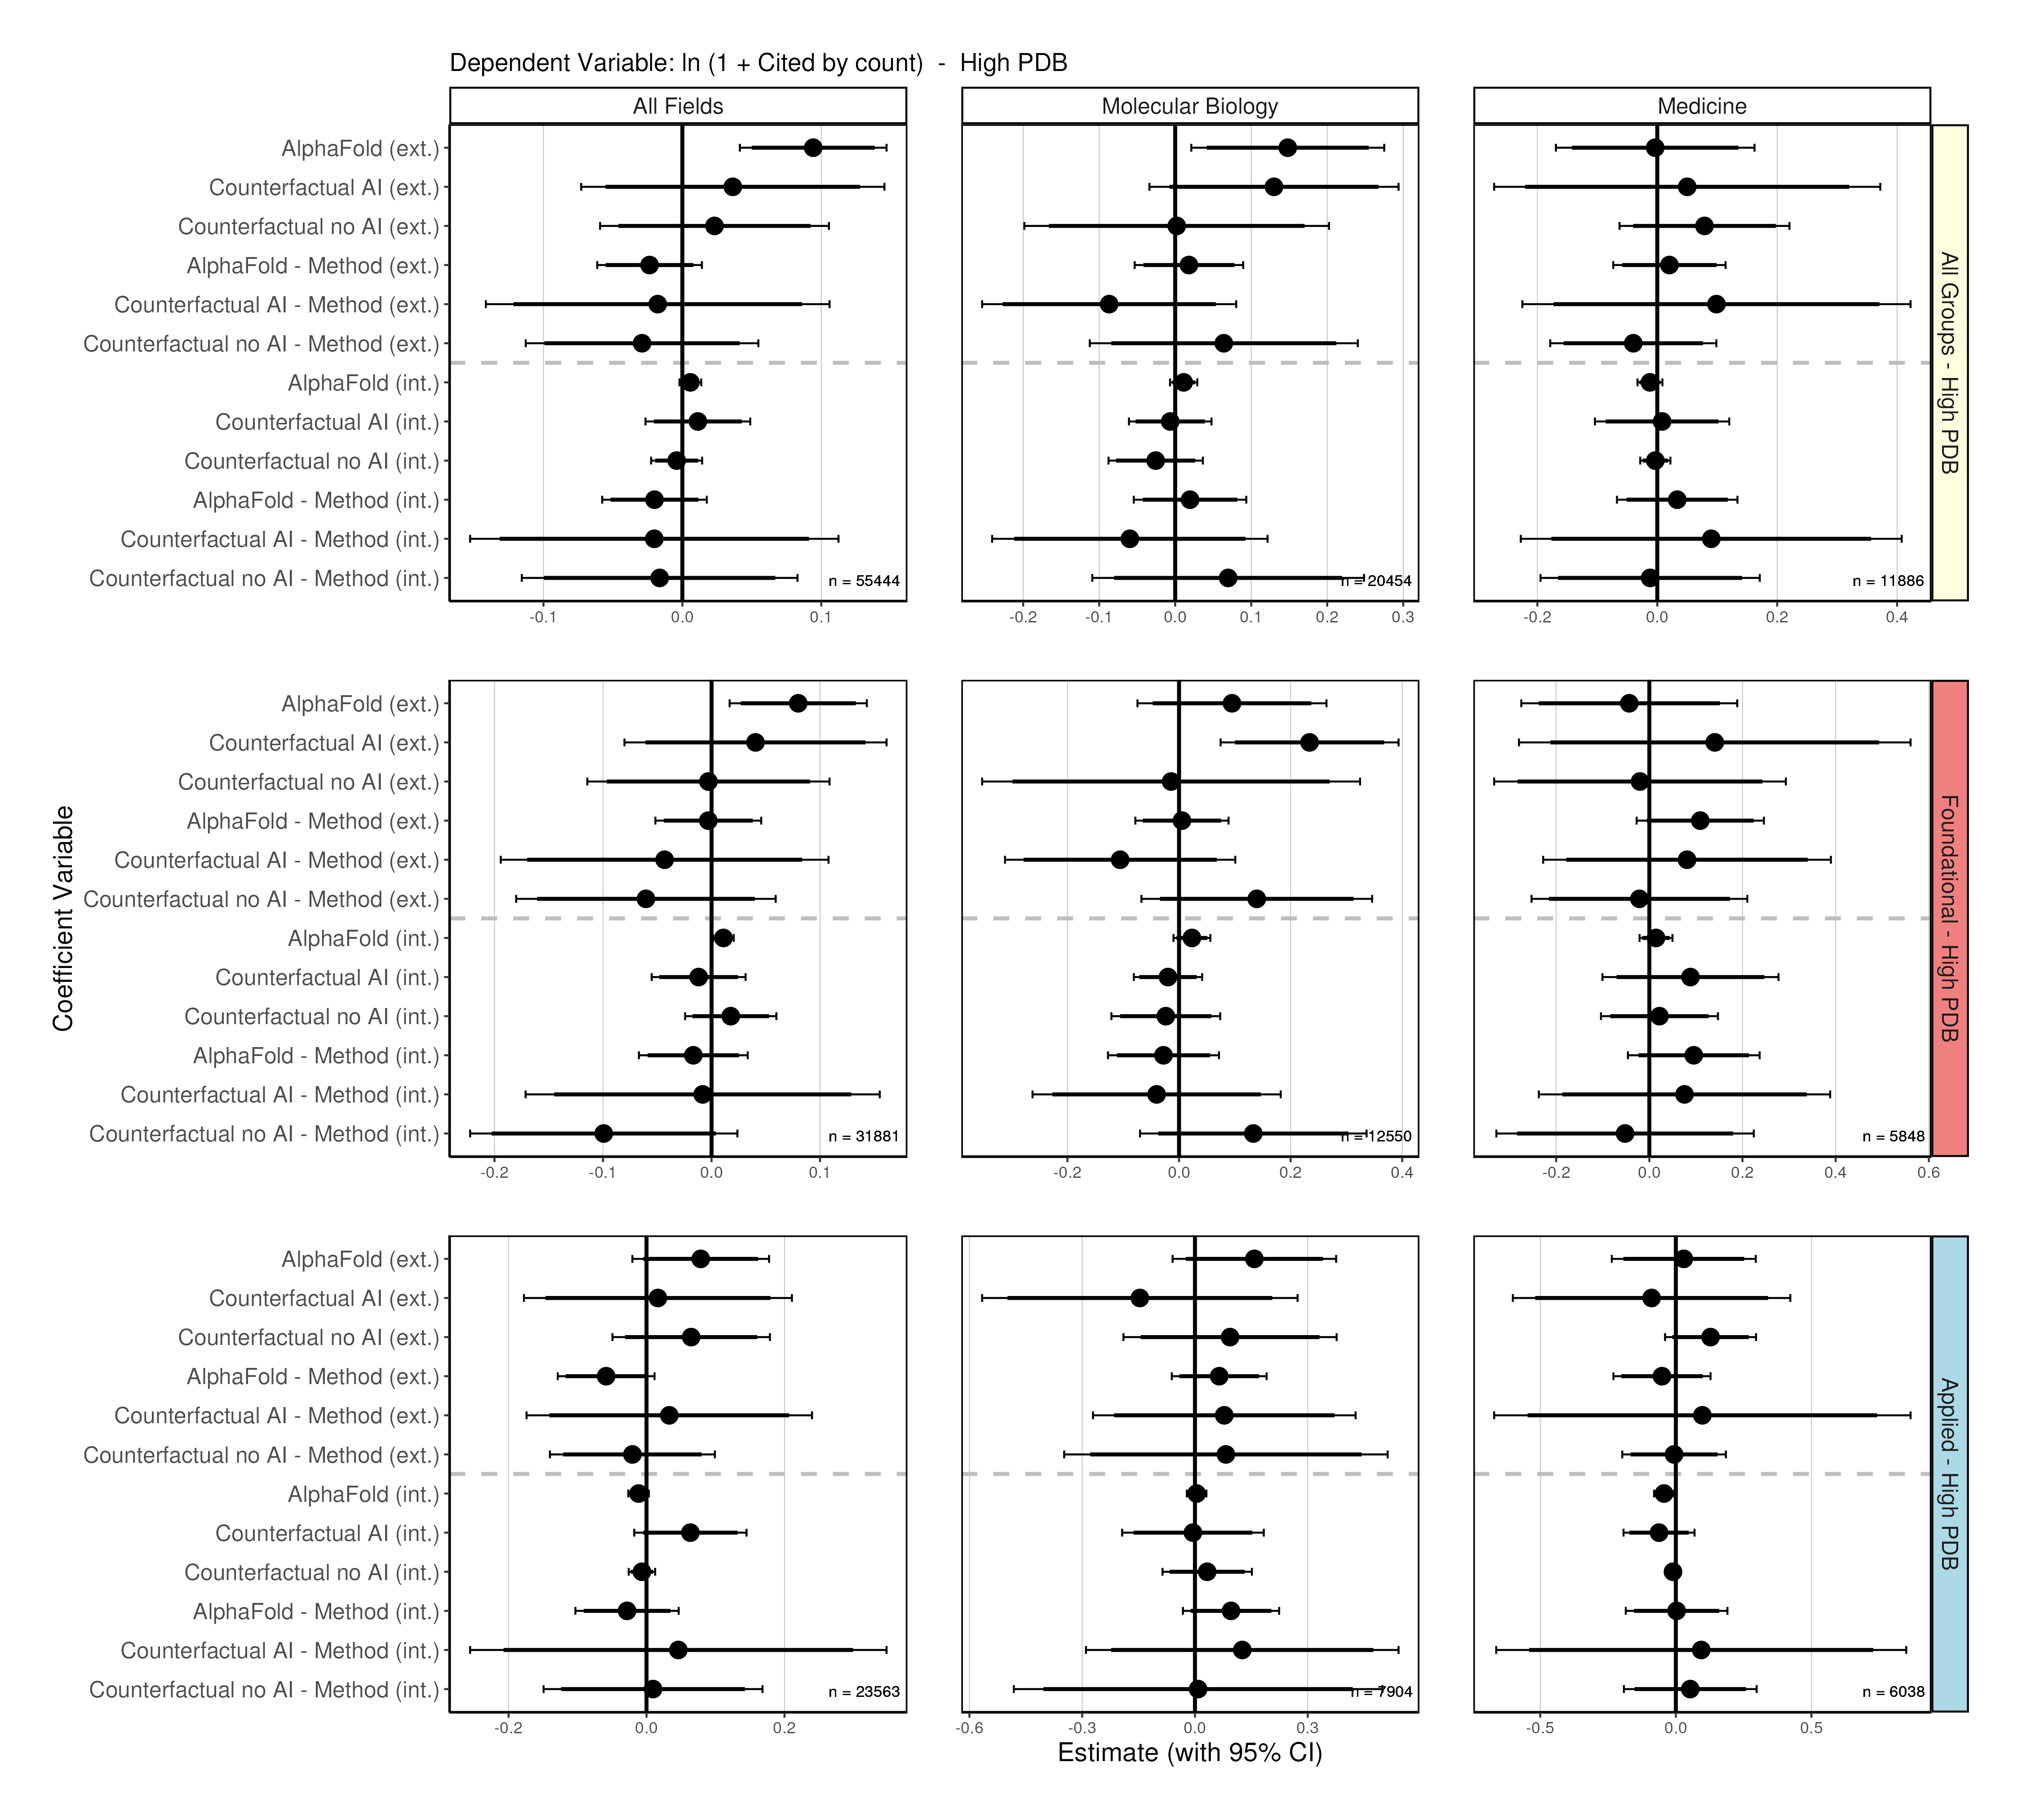 Dependent Variable: ln (1 + Cited by count)  -  High PDB
All Fields
Molecular Biology
Medicine
AlphaFold (ext.)
Counterfactual AI (ext.)
Counterfactual no AI (ext.)
AlphaFold - Method (ext.)
Counterfactual AI - Method (ext.)
Counterfactual no AI - Method (ext.)
AlphaFold (int.)
Counterfactual AI (int.)
Counterfactual no AI (int.)
AlphaFold - Method (int.)
Counterfactual AI - Method (int.)
Counterfactual no AI - Method (int.)
n = 55444
n = 20454
n = 11886
All Groups - High PDB
-0.1 0.0 0.1
-0.2 -0.1 0.0 0.1 0.2 0.3
-0.2 0.0 0.2 0.4
Coefficient Variable
AlphaFold (ext.)
Counterfactual AI (ext.)
Counterfactual no AI (ext.)
AlphaFold - Method (ext.)
Counterfactual AI - Method (ext.)
Counterfactual no AI - Method (ext.)
AlphaFold (int.)
Counterfactual AI (int.)
Counterfactual no AI (int.)
AlphaFold - Method (int.)
Counterfactual AI - Method (int.)
Counterfactual no AI - Method (int.)
n = 31881
n = 12550
n = 5848
Foundational - High PDB
-0.2 -0.1 0.0 0.1
-0.2 0.0 0.2 0.4
-0.2 0.0 0.2 0.4 0.6
AlphaFold (ext.)
Counterfactual AI (ext.)
Counterfactual no AI (ext.)
AlphaFold - Method (ext.)
Counterfactual AI - Method (ext.)
Counterfactual no AI - Method (ext.)
AlphaFold (int.)
Counterfactual AI (int.)
Counterfactual no AI (int.)
AlphaFold - Method (int.)
Counterfactual AI - Method (int.)
Counterfactual no AI - Method (int.)
n = 23563
n = 7904
n = 6038
Applied - High PDB
-0.2 0.0 0.2
-0.6 -0.3 0.0 0.3
-0.5 0.0 0.5
Estimate (with 95% CI)